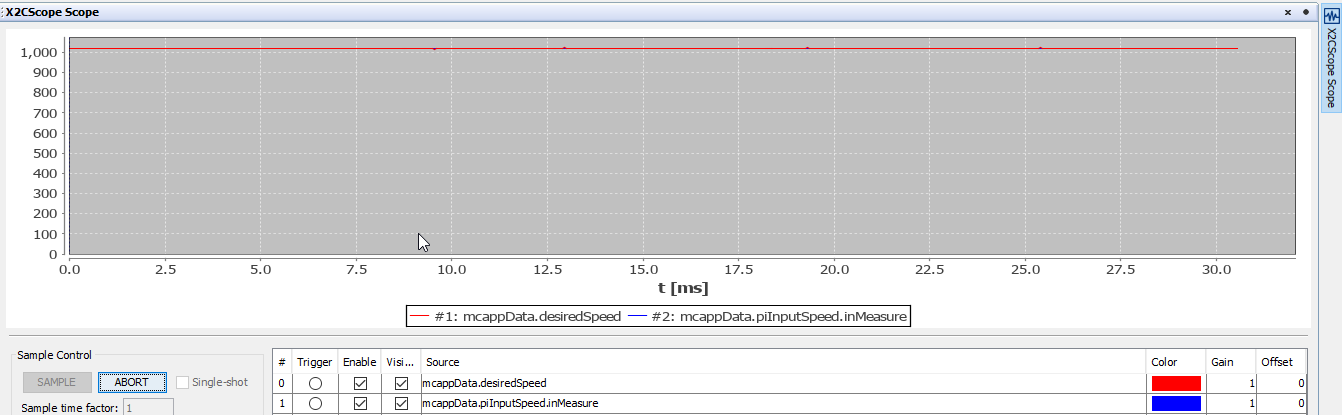 X2CScope Scope
X2CScope Scope
1,000
900
800
700
600
500
400
300
200
100
0
0.0 2.5 5.0 7.5 10.0 12.5 15.0 17.5 20.0 22.5 25.0 27.5 30.0
t [ms]
#1: mcappData.desiredSpeed #2: mcappData.piInputSpeed.inMeasure
Sample Control
SAMPLE ABORT Single-shot
Sample time factor: 1
# Trigger Enable Visi... Source Color Gain Offset
0 mcappData.desiredSpeed 1 0
1 mcappData.piInputSpeed.inMeasure 1 0